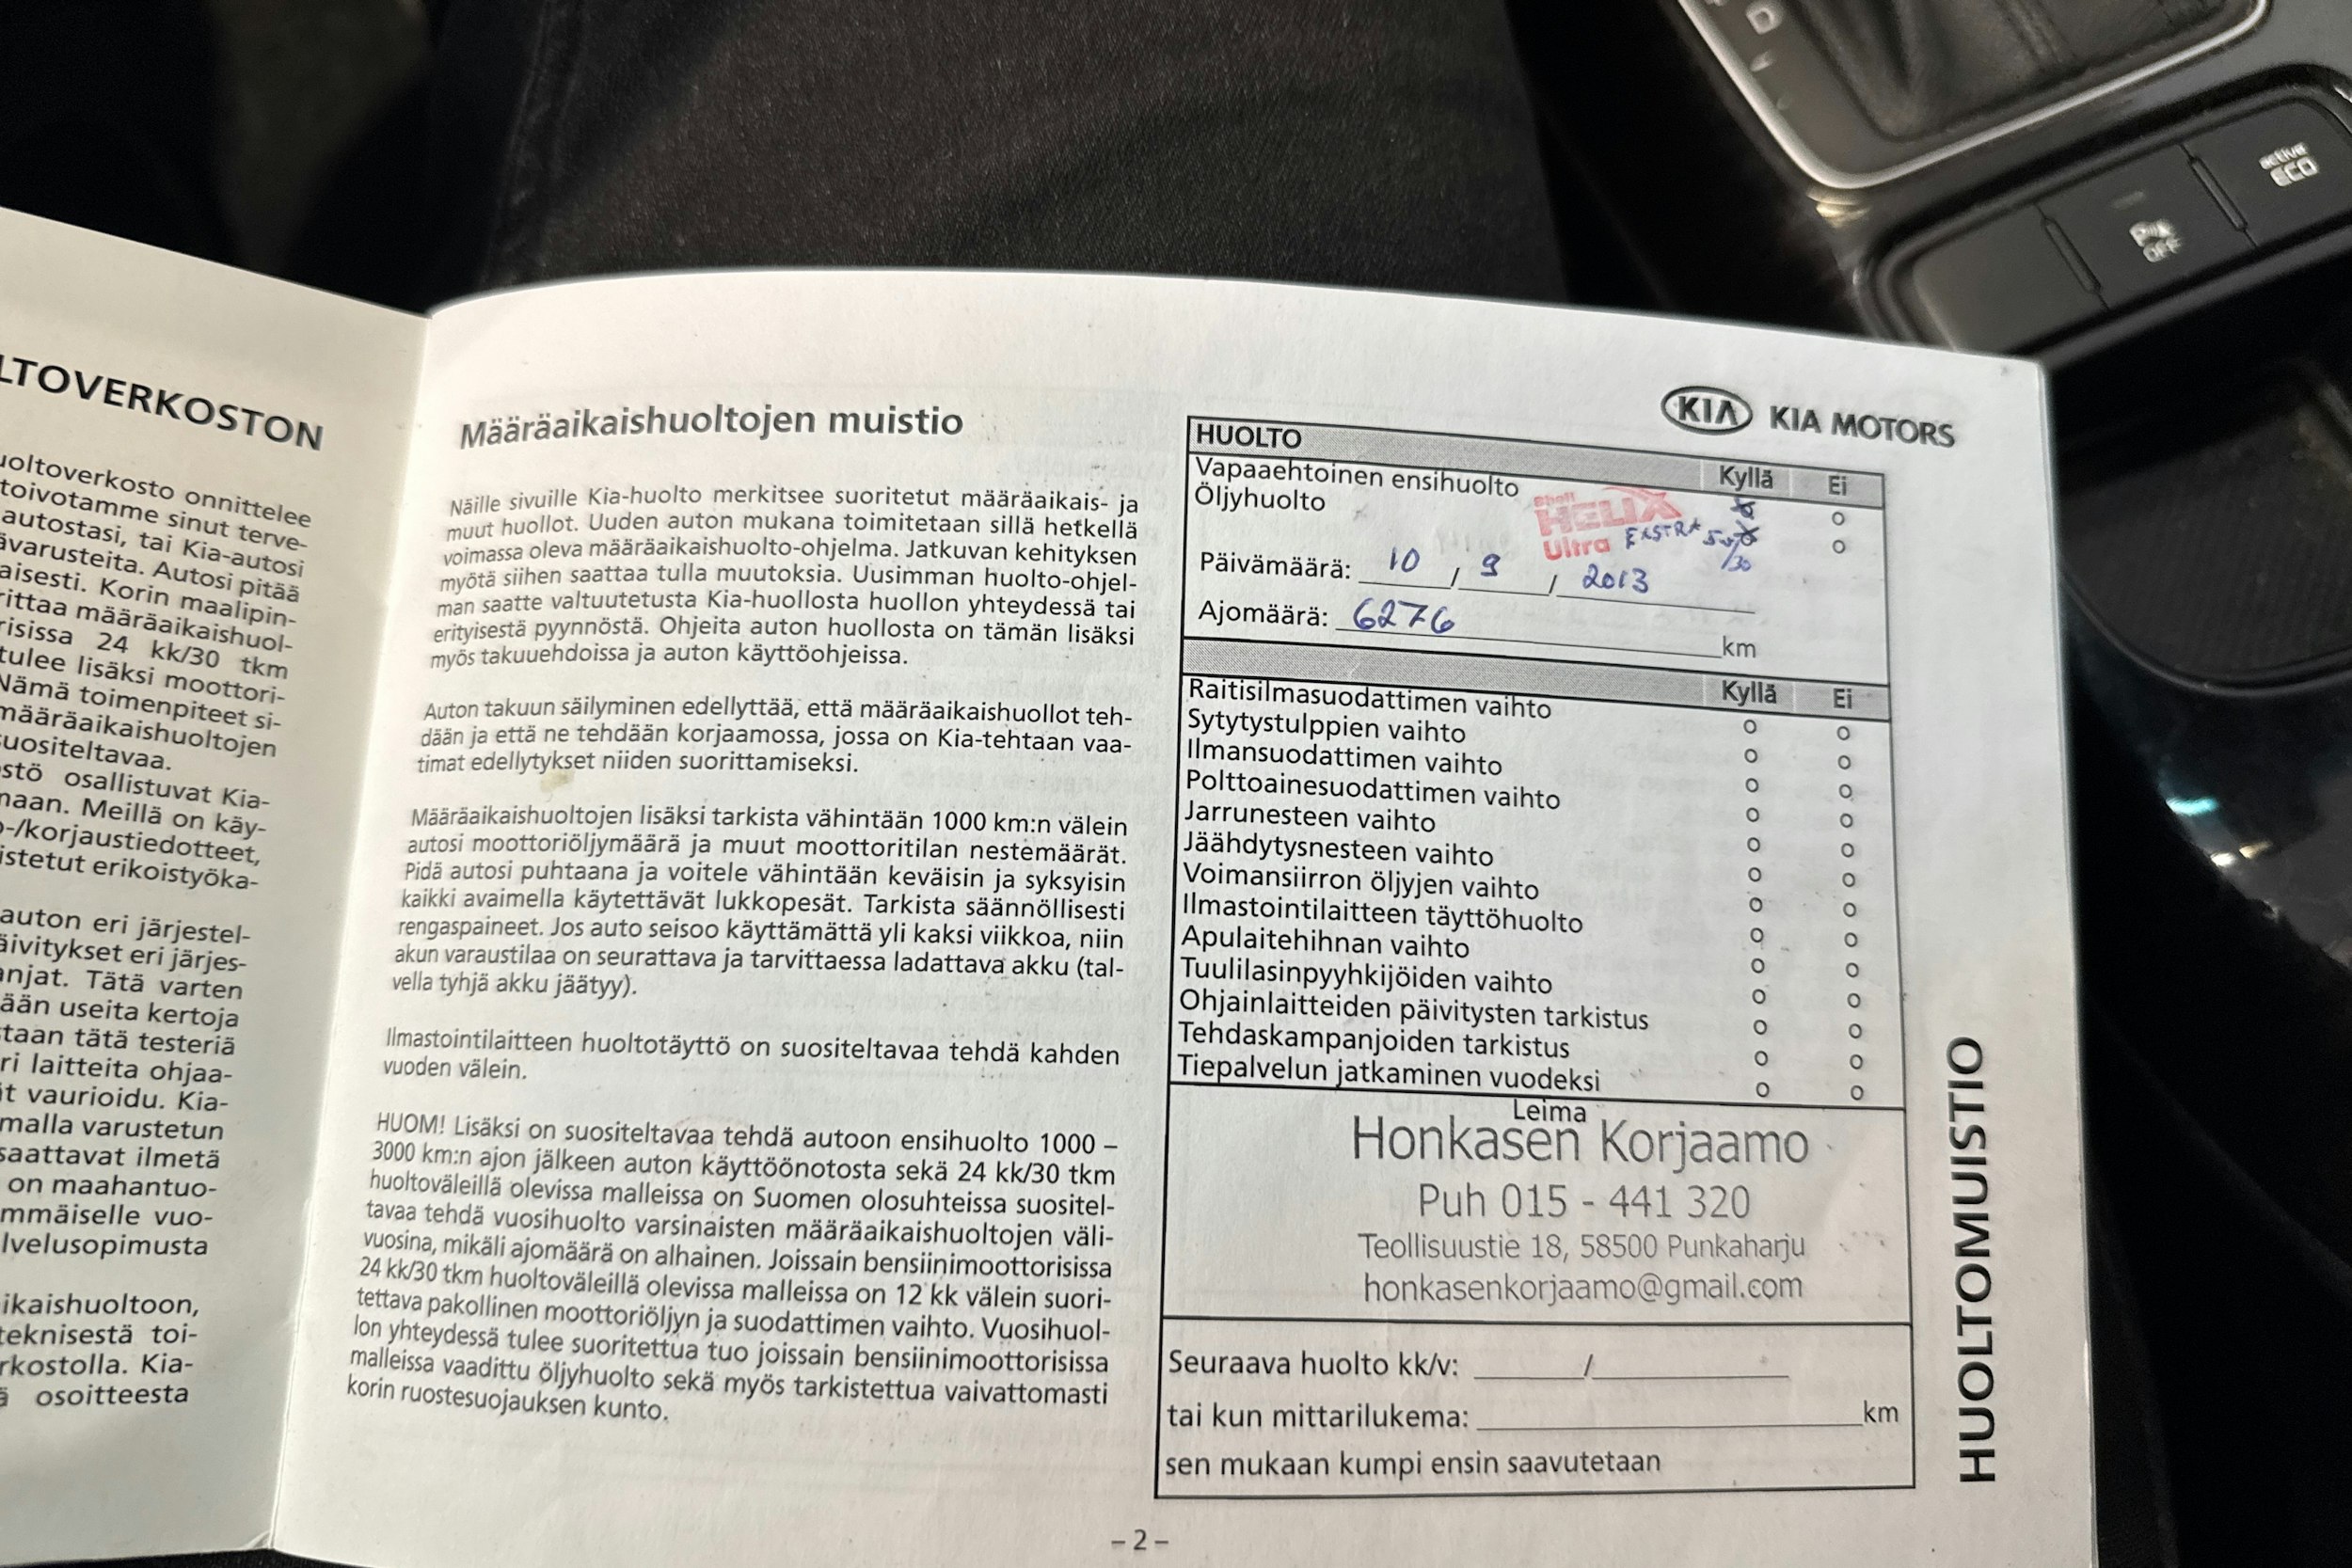 LTOVERKOSTON
uoltoverkosto onnittelee
toivotamme sinut terve-
autostasi, tai Kia-autosi
ävarusteita. Autosi pitää
aisesti. Korin maalipin-
rittaa määräaikaishuol-
risissa 24 kk/30 tkm
tulee lisäksi moottori-
Nämä toimenpiteet si-
määräaikaishuoltojen
suositeltavaa.
stö osallistuvat Kia-
maan. Meillä on käy-
o-/korjaustiedotteet,
istetut erikoistyöka-
auton eri järjestel-
äivitykset eri järjes-
anjat. Tätä varten
ään useita kertoja
staan tätä testeriä
ri laitteita ohjaa-
ät vaurioidu. Kia-
malla varustetun
saattavat ilmetä
on maahantuo-
mmäiselle vuo-
lvelusopimusta
ikaishuoltoon,
teknisestä toi-
rkostolla. Kia-
ä osoitteesta
Määräaikaishuoltojen muistio
Näille sivuille Kia-huolto merkitsee suoritetut määräaikais- ja
muut huollot. Uuden auton mukana toimitetaan sillä hetkellä
voimassa oleva määräaikaishuolto-ohjelma. Jatkuvan kehityksen
myötä siihen saattaa tulla muutoksia. Uusimman huolto-ohjel-
man saatte valtuutetusta Kia-huollosta huollon yhteydessä tai
erityisestä pyynnöstä. Ohjeita auton huollosta on tämän lisäksi
myös takuuehdoissa ja auton käyttöohjeissa.
Auton takuun säilyminen edellyttää, että määräaikaishuollot teh-
dään ja että ne tehdään korjaamossa, jossa on Kia-tehtaan vaa-
timat edellytykset niiden suorittamiseksi.
Määräaikaishuoltojen lisäksi tarkista vähintään 1000 km:n välein
autosi moottoriöljymäärä ja muut moottoritilan nestemäärät.
Pidä autosi puhtaana ja voitele vähintään keväisin ja syksyisin
kaikki avaimella käytettävät lukkopesät. Tarkista säännöllisesti
rengaspaineet. Jos auto seisoo käyttämättä yli kaksi viikkoa, niin
akun varaustilaa on seurattava ja tarvittaessa ladattava akku (tal-
vella tyhjä akku jäätyy).
Ilmastointilaitteen huoltotäyttö on suositeltavaa tehdä kahden
vuoden välein.
HUOM! Lisäksi on suositeltavaa tehdä autoon ensihuolto 1000 –
3000 km:n ajon jälkeen auton käyttöönotosta sekä 24 kk/30 tkm
huoltoväleillä olevissa malleissa on Suomen olosuhteissa suositel-
tavaa tehdä vuosihuolto varsinaisten määräaikaishuoltojen väli-
vuosina, mikäli ajomäärä on alhainen. Joissain bensiinimoottorisissa
24 kk/30 tkm huoltoväleillä olevissa malleissa on 12 kk välein suori-
tettava pakollinen moottoriöljyn ja suodattimen vaihto. Vuosihuol-
lon yhteydessä tulee suoritettua tuo joissain bensiinimoottorisissa
malleissa vaadittu öljyhuolto sekä myös tarkistettua vaivattomasti
korin ruostesuojauksen kunto.
KIA KIA MOTORS
HUOLTO
Kyllä Ei
Vapaaehtoinen ensihuolto
Öljyhuolto
Shell
HELIX
Ultra EXSTRA 5w
/30
Päivämäärä: 10 / 9 / 2013
Ajomäärä: 6276 km
Kyllä Ei
Raitisilmasuodattimen vaihto
Sytytystulppien vaihto
Ilmansuodattimen vaihto
Polttoainesuodattimen vaihto
Jarrunesteen vaihto
Jäähdytysnesteen vaihto
Voimansiirron öljyjen vaihto
Ilmastointilaitteen täyttöhuolto
Apulaitehihnan vaihto
Tuulilasinpyyhkijöiden vaihto
Ohjainlaitteiden päivitysten tarkistus
Tehdaskampanjoiden tarkistus
Tiepalvelun jatkaminen vuodeksi
Leima
Honkasen Korjaamo
Puh 015 - 441 320
Teollisuustie 18, 58500 Punkaharju
honkasenkorjaamo@gmail.com
Seuraava huolto kk/v: /
tai kun mittarilukema: km
sen mukaan kumpi ensin saavutetaan
HUOLTOMUISTIO
– 2 –
D
active
ECO
OFF